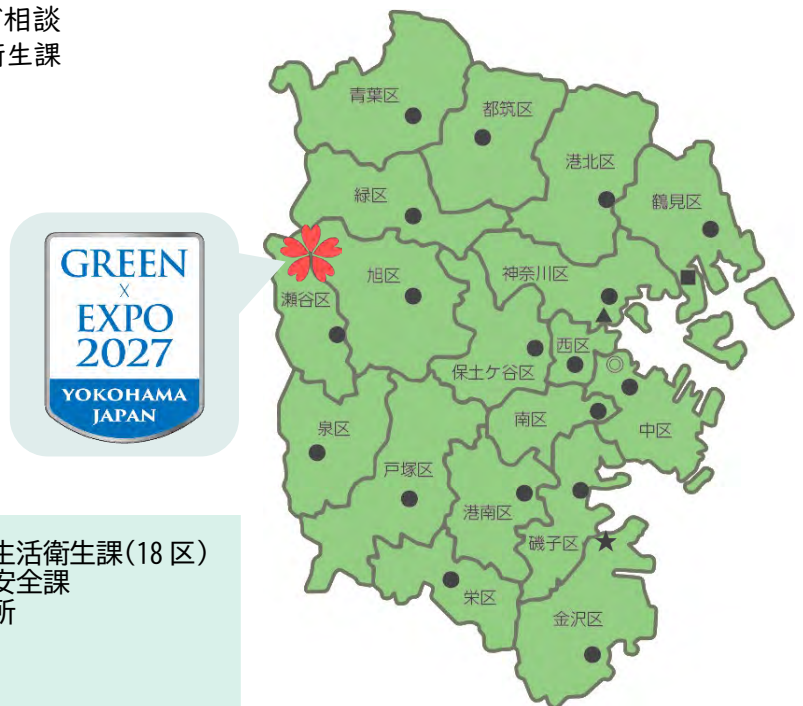 相談
生課
青葉区
都筑区
港北区
緑区
鶴見区
GREEN
×
EXPO
2027
YOKOHAMA
JAPAN
旭区
神奈川区
瀬谷区
西区
保土ケ谷区
南区
中区
泉区
戸塚区
港南区
磯子区
栄区
金沢区
生活衛生課(18区)
安全課
所